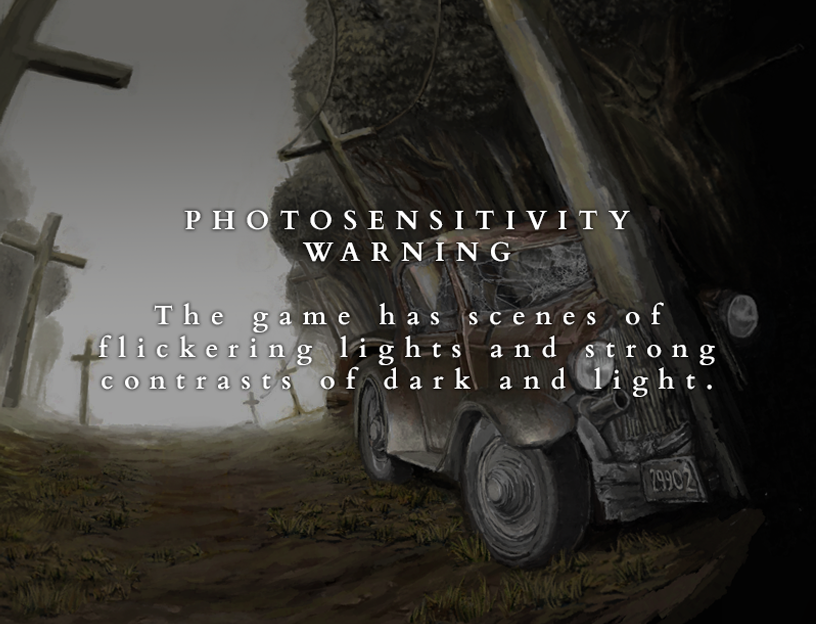 PHOTOSENSITIVITY
WARNING
The game has scenes of
flickering lights and strong
contrasts of dark and light.